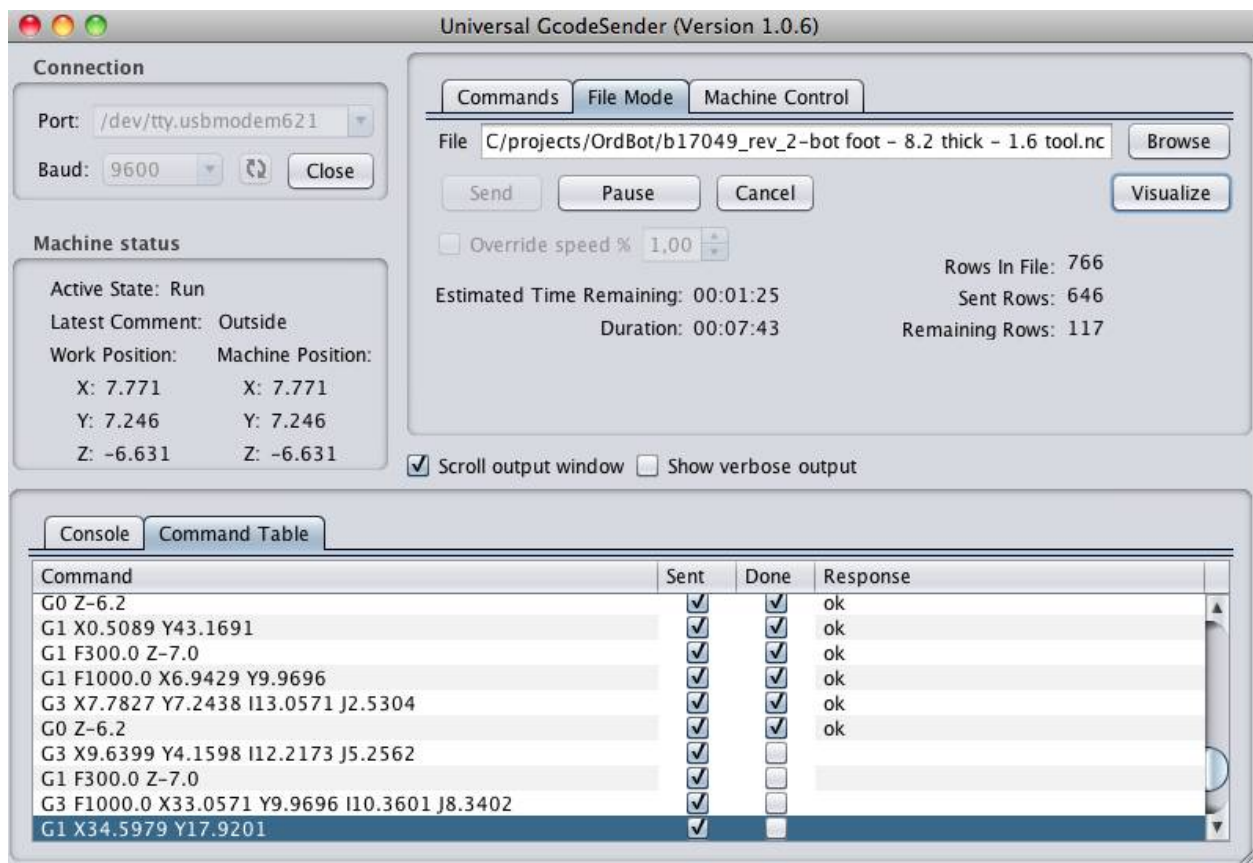 Universal GcodeSender (Version 1.0.6)
Connection
Port: /dev/tty.usbmodem621
Baud: 9600 Close
Machine status
Active State: Run
Latest Comment: Outside
Work Position: Machine Position:
X: 7.771 X: 7.771
Y: 7.246 Y: 7.246
Z: -6.631 Z: -6.631
Commands File Mode Machine Control
File C/projects/OrdBot/b17049_rev_2-bot foot - 8.2 thick - 1.6 tool.nc Browse
Send Pause Cancel Visualize
Override speed % 1,00
Rows In File: 766
Estimated Time Remaining: 00:01:25 Sent Rows: 646
Duration: 00:07:43 Remaining Rows: 117
Scroll output window Show verbose output
Console Command Table
Command Sent Done Response
G0 Z-6.2 ok
G1 X0.5089 Y43.1691 ok
G1 F300.0 Z-7.0 ok
G1 F1000.0 X6.9429 Y9.9696 ok
G3 X7.7827 Y7.2438 I13.0571 J2.5304 ok
G0 Z-6.2 ok
G3 X9.6399 Y4.1598 I12.2173 J5.2562
G1 F300.0 Z-7.0
G3 F1000.0 X33.0571 Y9.9696 I10.3601 J8.3402
G1 X34.5979 Y17.9201